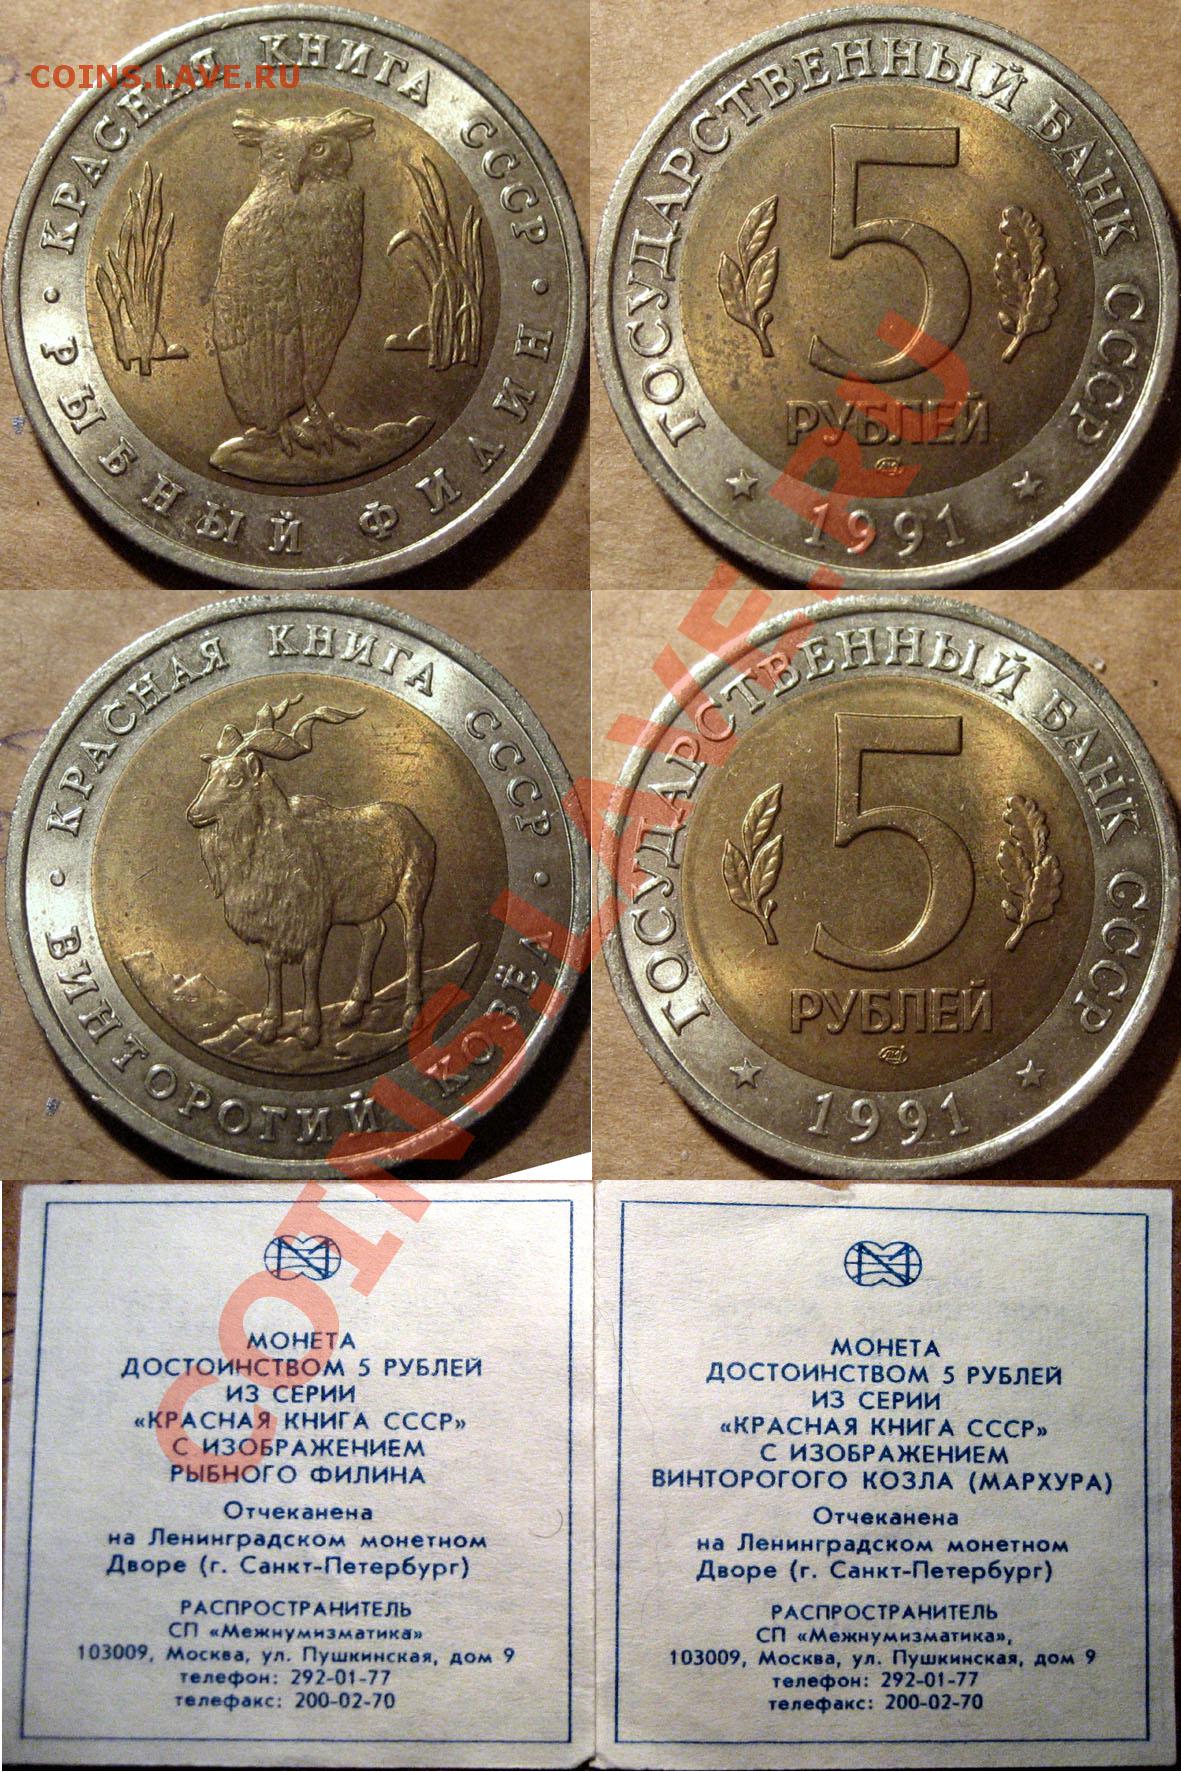 COINS.LAVE.RU
КРАСНАЯ КНИГА СССР
РЫБНЫЙ ФИЛИН
ГОСУДАРСТВЕННЫЙ БАНК СССР
5
РУБЛЕЙ
ЛМД
1991
КРАСНАЯ КНИГА СССР
ВИНТОРОГИЙ КОЗЁЛ
ГОСУДАРСТВЕННЫЙ БАНК СССР
5
РУБЛЕЙ
ЛМД
1991
COINS.LAVE.RU
МОНЕТА
ДОСТОИНСТВОМ 5 РУБЛЕЙ
ИЗ СЕРИИ
«КРАСНАЯ КНИГА СССР»
С ИЗОБРАЖЕНИЕМ
РЫБНОГО ФИЛИНА
Отчеканена
на Ленинградском монетном
Дворе (г. Санкт-Петербург)
РАСПРОСТРАНИТЕЛЬ
СП «Межнумизматика»
103009, Москва, ул. Пушкинская, дом 9
телефон: 292-01-77
телефакс: 200-02-70
МОНЕТА
ДОСТОИНСТВОМ 5 РУБЛЕЙ
ИЗ СЕРИИ
«КРАСНАЯ КНИГА СССР»
С ИЗОБРАЖЕНИЕМ
ВИНТОРОГОГО КОЗЛА (МАРХУРА)
Отчеканена
на Ленинградском монетном
Дворе (г. Санкт-Петербург)
РАСПРОСТРАНИТЕЛЬ
СП «Межнумизматика»,
103009, Москва, ул. Пушкинская, дом 9
телефон: 292-01-77
телефакс: 200-02-70